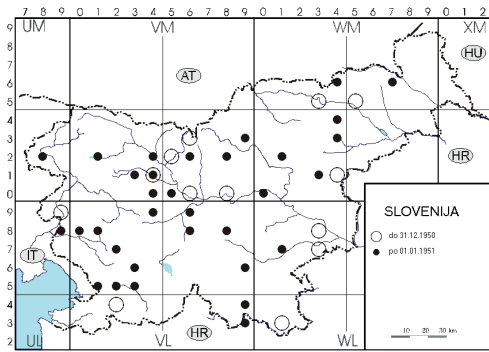 7 8 9 0 1 2 3 4 5 6 7 8 9 0 1 2 3 4 5 6 7 8 9 0 1
UM VM WM XM
9
8
7
6
5
4
3
2
1
0
9
8
7
6
5
4
3
2
AT
HU
HR
IT
HR
UL VL WL
SLOVENIJA
do 31.12.1950
po 01.01.1951
10 20 30 km